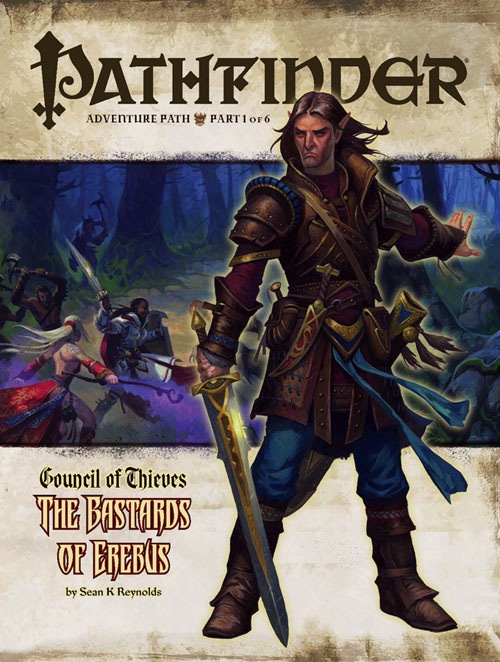 PATHFINDER®
ADVENTURE PATH PART 1 OF 6
Council of Thieves
THE BASTARDS
OF EREBUS
by Sean K Reynolds